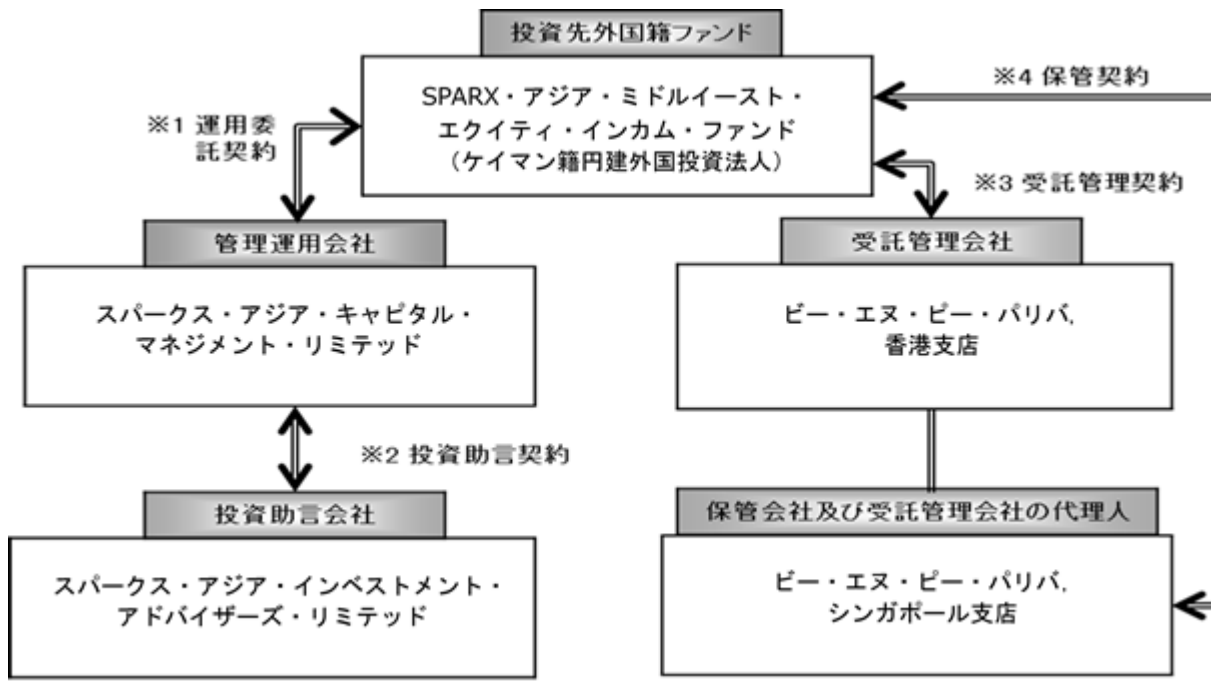 投資先外国籍ファンド
SPARX・アジア・ミドルイースト・
エクイティ・インカム・ファンド
（ケイマン籍円建外国投資法人）
※4 保管契約
※1 運用委
託契約
※3 受託管理契約
管理運用会社
スパークス・アジア・キャピタル・
マネジメント・リミテッド
受託管理会社
ビー・エヌ・ピー・パリバ,
香港支店
※2 投資助言契約
投資助言会社
スパークス・アジア・インベストメント・
アドバイザーズ・リミテッド
保管会社及び受託管理会社の代理人
ビー・エヌ・ピー・パリバ,
シンガポール支店